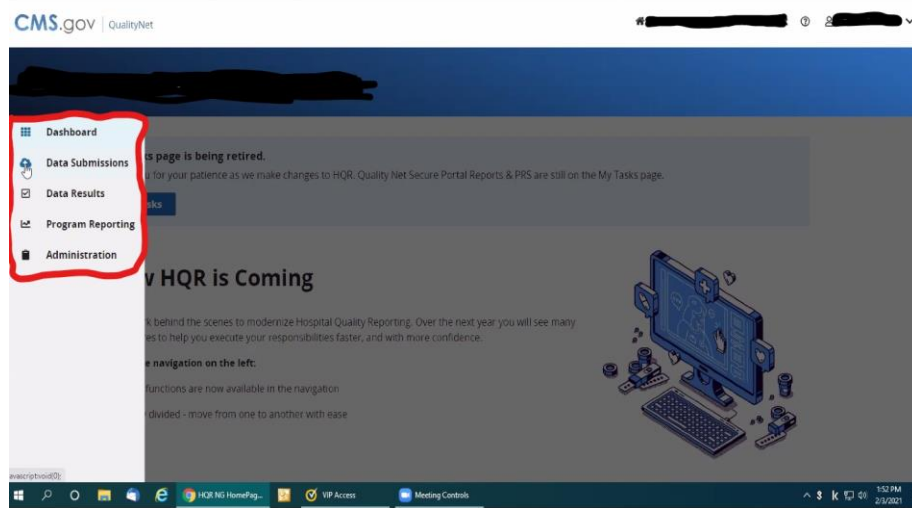 CMS.gov | QualityNet
Dashboard
Data Submissions
Data Results
Program Reporting
Administration
s page is being retired.
for your patience as we make changes to HQR. Quality Net Secure Portal Reports & PRS are still on the My Tasks page.
sks
HQR is Coming
behind the scenes to modernize Hospital Quality Reporting. Over the next year you will see many
es to help you execute your responsibilities faster, and with more confidence.
e navigation on the left:
functions are now available in the navigation
divided - move from one to another with ease
avascript:void(0);
HQR NG HomePag...
VIP Access
Meeting Controls
1:52 PM
2/3/2021